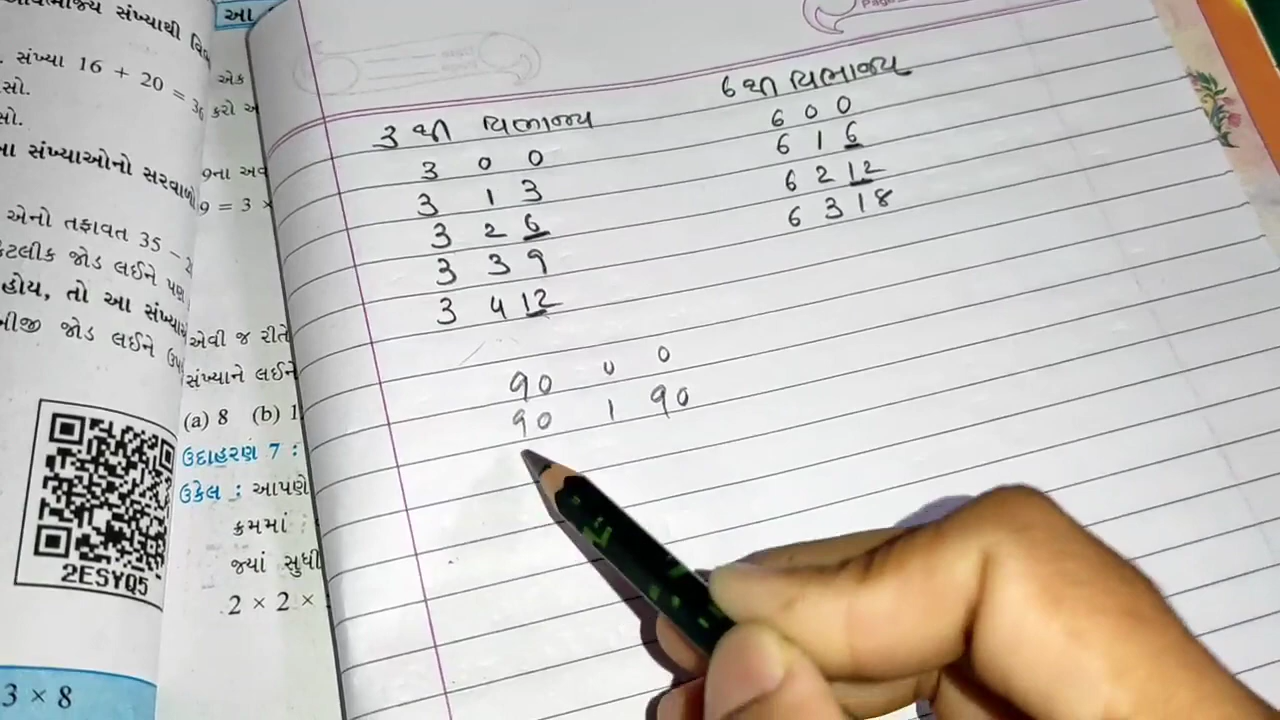 સંખ્યાથી
સંખ્યા 16 + 20 = 36
સો.
સો.
આ સંખ્યાઓનો સરવાળો
એનો તફાવત 35 –
કેટલીક જોડ લઈને પણ
હોય, તો આ
બીજી જોડ લઈને
2ESYQ5
3 × 8
આ
એક
કરો
9ના
9 = 3 ×
એવી જ રીતે
સંખ્યાને લઈને
(a) 8 (b) 1
ઉદાહરણ 7 :
ઉકેલ : આપણે
ક્રમમાં
જ્યાં સુધી
2 × 2 ×
3 થી વિભાજ્ય
3 0 0
3 1 3
3 2 6
3 3 9
3 4 12
6 થી વિભાજ્ય
6 0 0
6 1 6
6 2 12
6 3 18
90 0 0
90 1 90